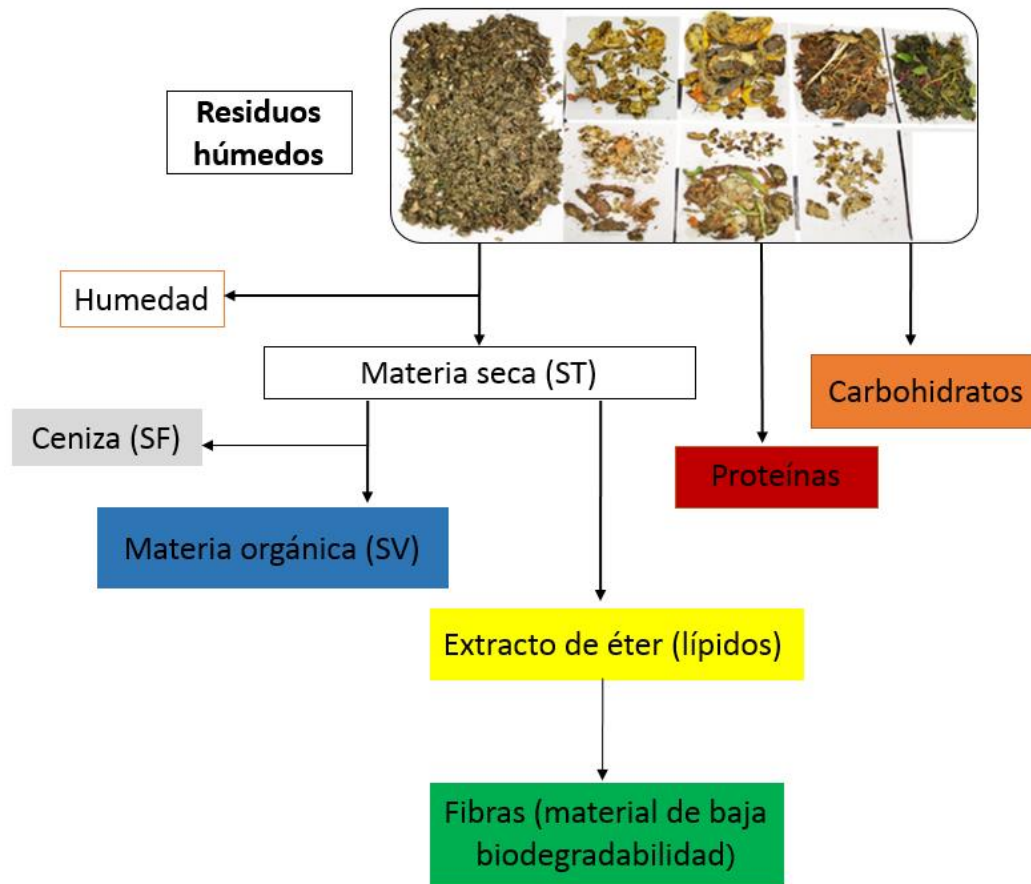 Residuos
húmedos
Humedad
Materia seca (ST)
Carbohidratos
Ceniza (SF)
Proteínas
Materia orgánica (SV)
Extracto de éter (lípidos)
Fibras (material de baja
biodegradabilidad)